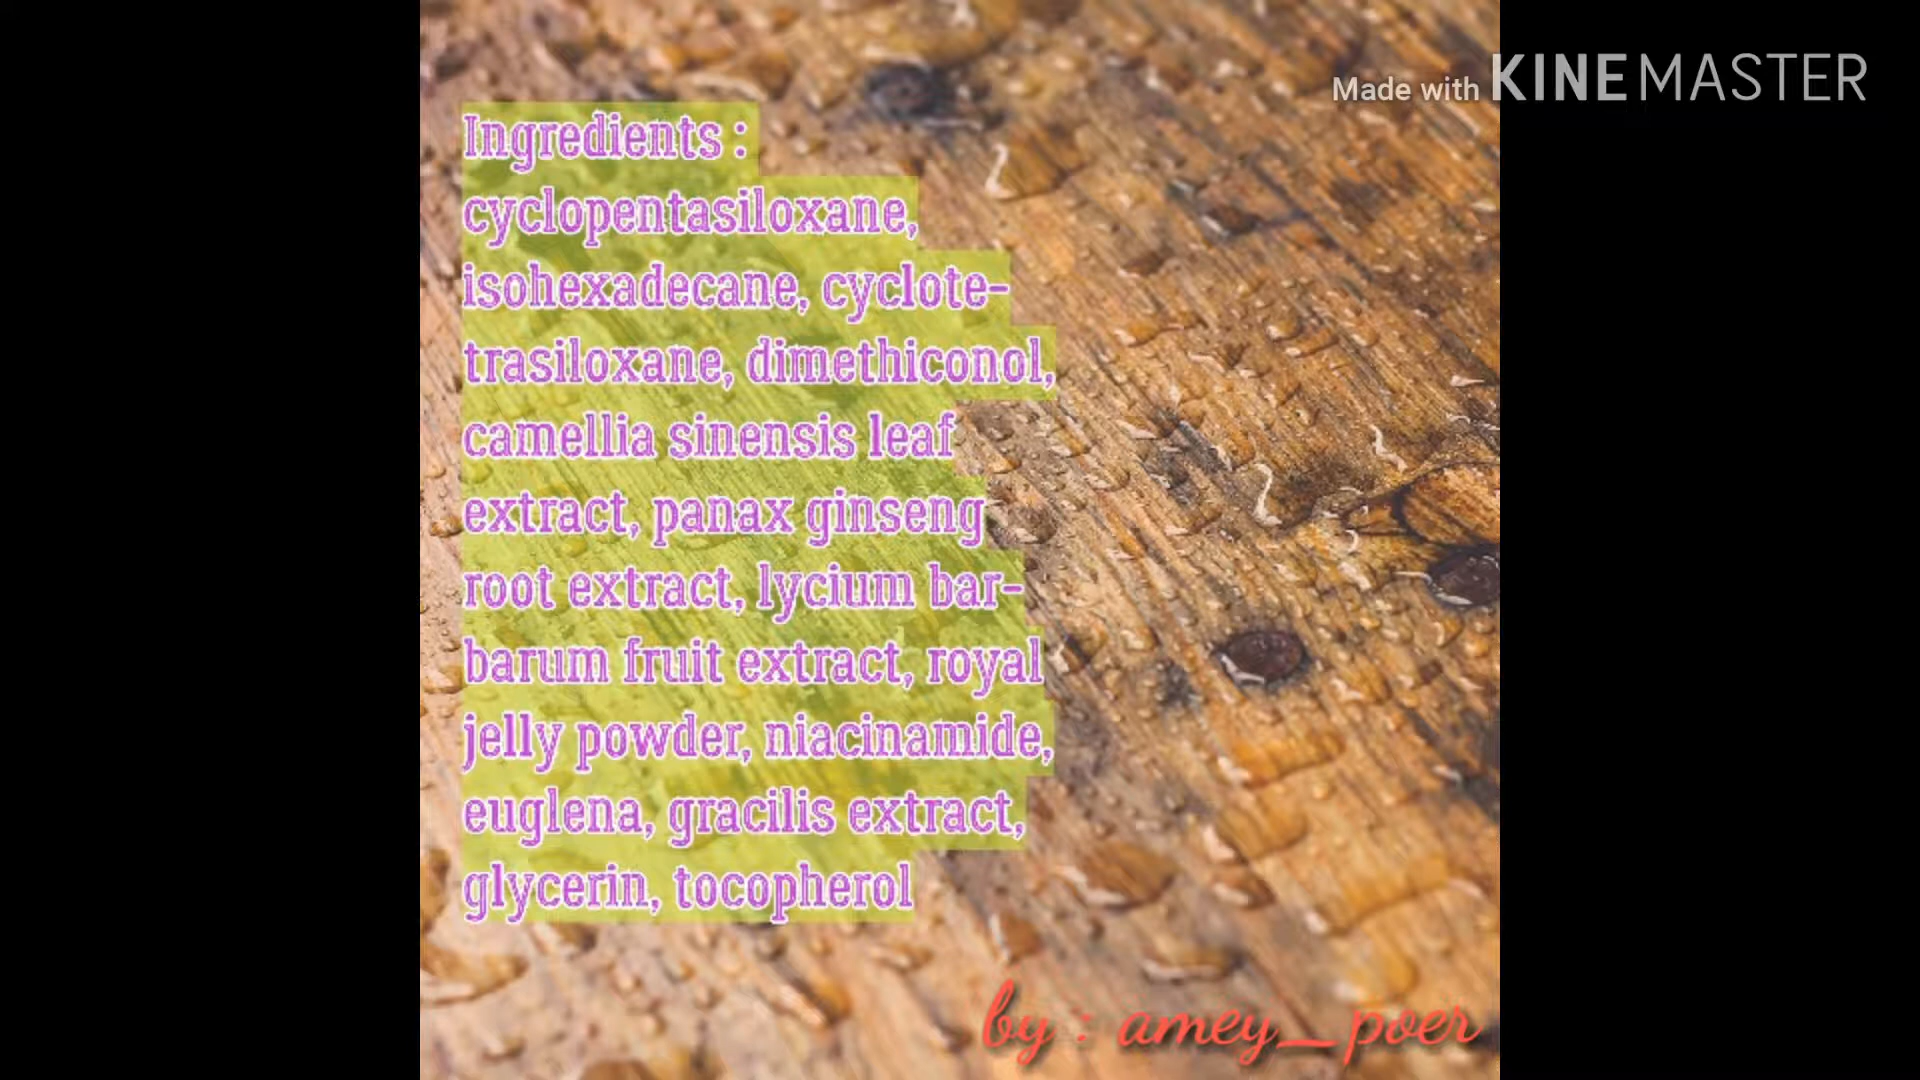 Made with KINEMASTER
Ingredients :
cyclopentasiloxane,
isohexadecane, cyclote-
trasiloxane, dimethiconol,
camellia sinensis leaf
extract, panax ginseng
root extract, lycium bar-
barum fruit extract, royal
jelly powder, niacinamide,
euglena, gracilis extract,
glycerin, tocopherol
by : amey_poer